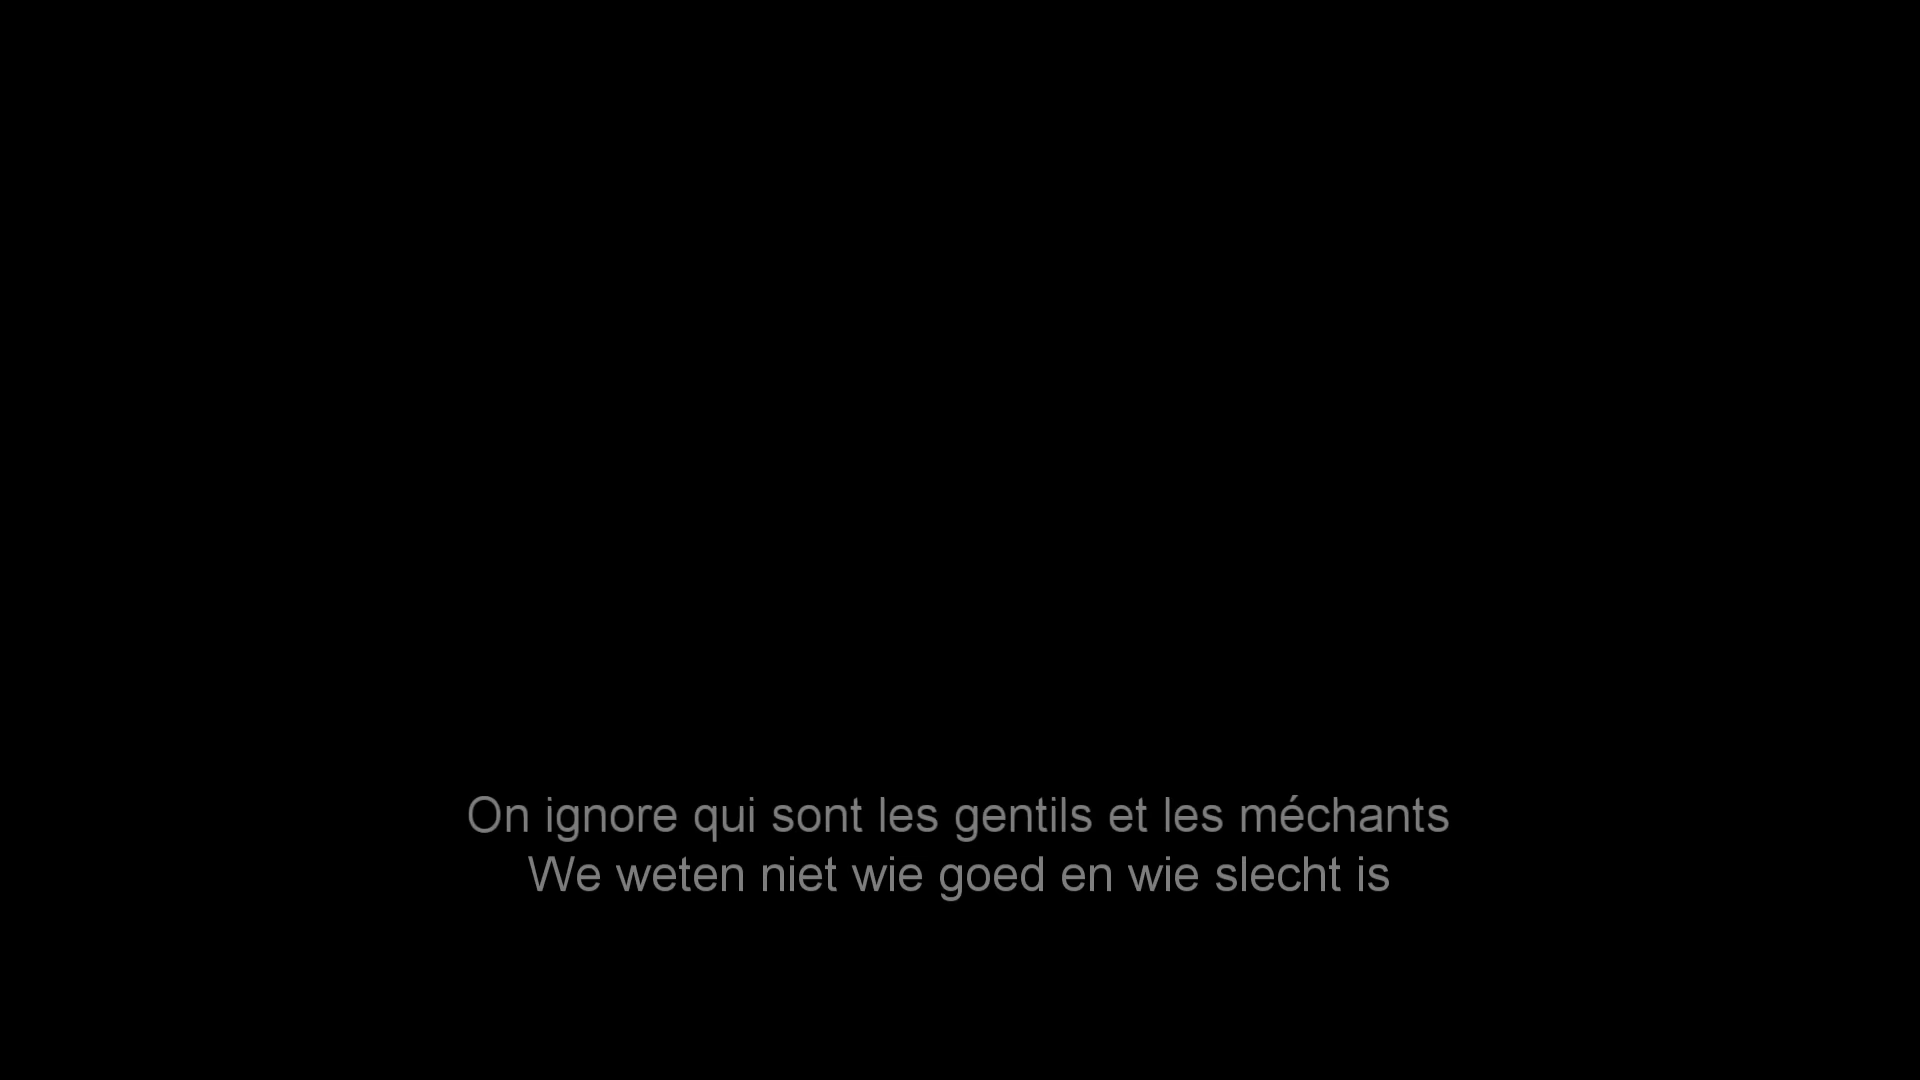 On ignore qui sont les gentils et les méchants
We weten niet wie goed en wie slecht is